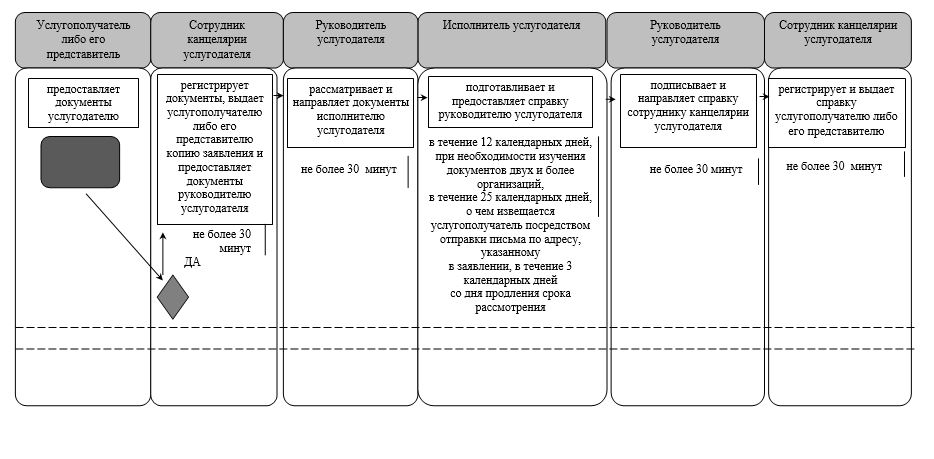 Услугополучатель
либо его
представитель
Сотрудник
канцелярии
услугодателя
Руководитель
услугодателя
Исполнитель услугодателя
Руководитель
услугодателя
Сотрудник канцелярии
услугодателя
предоставляет
документы
услугодателю
регистрирует
документы, выдает
услугополучателю
либо его
представителю
копию заявления и
предоставляет
документы
руководителю
услугодателя
не более 30
минут
ДА
рассматривает и
направляет документы
исполнителю
услугодателя
не более 30 минут
подготавливает и
предоставляет справку
руководителю услугодателя
в течение 12 календарных дней,
при необходимости изучения
документов двух и более
организаций,
в течение 25 календарных дней,
о чем извещается
услугополучатель посредством
отправки письма по адресу,
указанному
в заявлении, в течение 3
календарных дней
со дня продления срока
рассмотрения
подписывает и
направляет справку
сотруднику канцелярии
услугодателя
не более 30 минут
регистрирует и выдает
справку
услугополучателю либо
его представителю
не более 30 минут